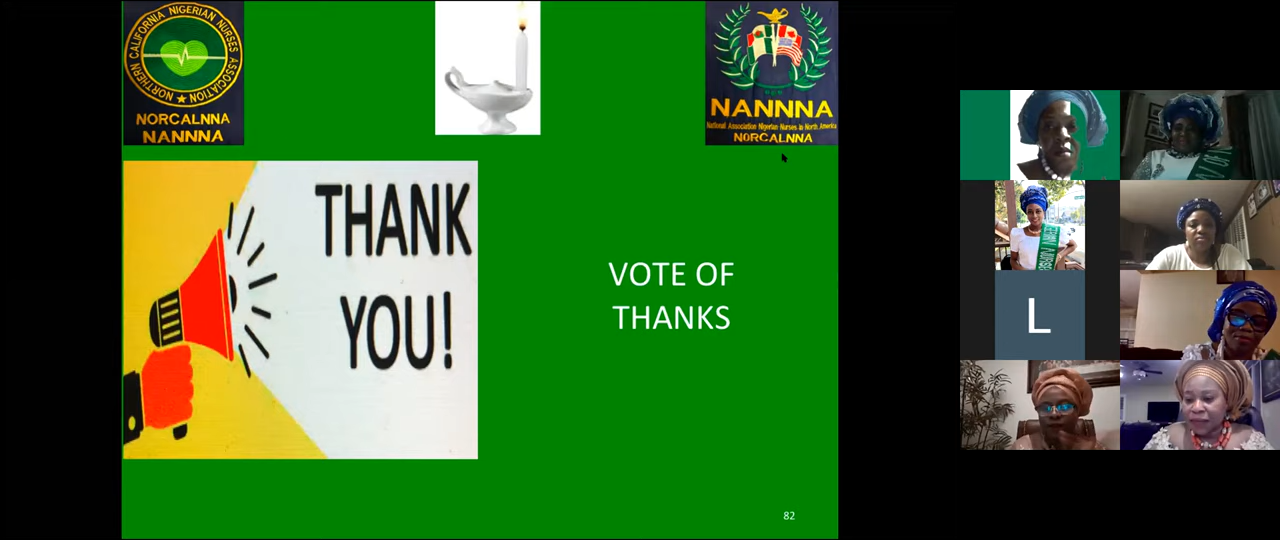 NORTHERN CALIFORNIA NIGERIAN NURSES ASSOCIATION
NORCALNNA
NANNNA
NANNNA
National Association Nigerian Nurses in North America
NORCALNNA
THANK
YOU!
VOTE OF
THANKS
82
L